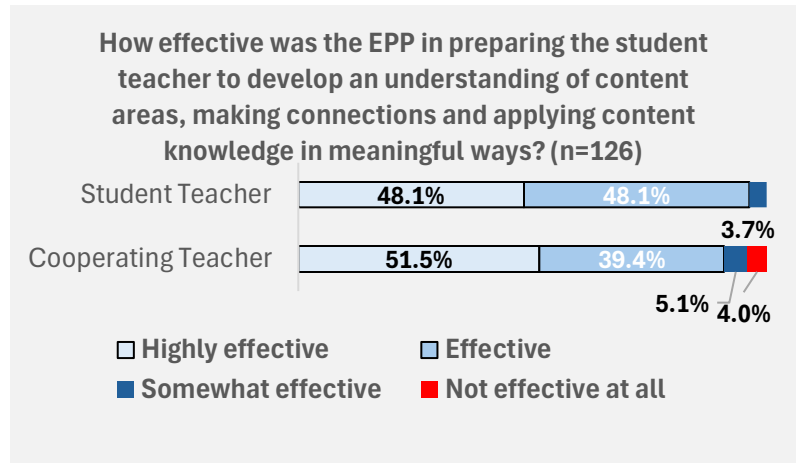 How effective was the EPP in preparing the student
teacher to develop an understanding of content
areas, making connections and applying content
knowledge in meaningful ways? (n=126)
Student Teacher
48.1%
48.1%
3.7%
Cooperating Teacher
51.5%
39.4%
5.1%
4.0%
Highly effective
Effective
Somewhat effective
Not effective at all